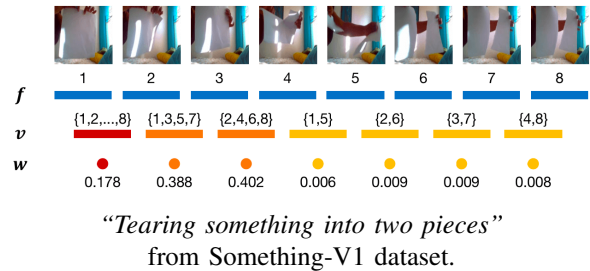 1 2 3 4 5 6 7 8
f
{1,2,...,8} {1,3,5,7} {2,4,6,8} {1,5} {2,6} {3,7} {4,8}
v
w
0.178 0.388 0.402 0.006 0.009 0.009 0.008
“Tearing something into two pieces”
from Something-V1 dataset.